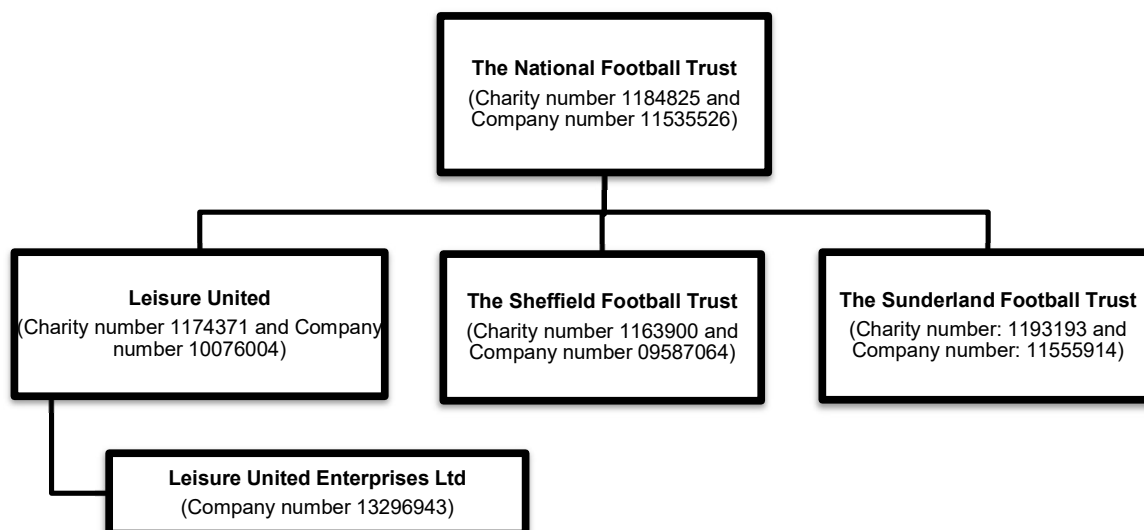 The National Football Trust
(Charity number 1184825 and
Company number 11535526)
Leisure United
(Charity number 1174371 and Company
number 10076004)
The Sheffield Football Trust
(Charity number 1163900 and
Company number 09587064)
The Sunderland Football Trust
(Charity number: 1193193 and
Company number: 11555914)
Leisure United Enterprises Ltd
(Company number 13296943)